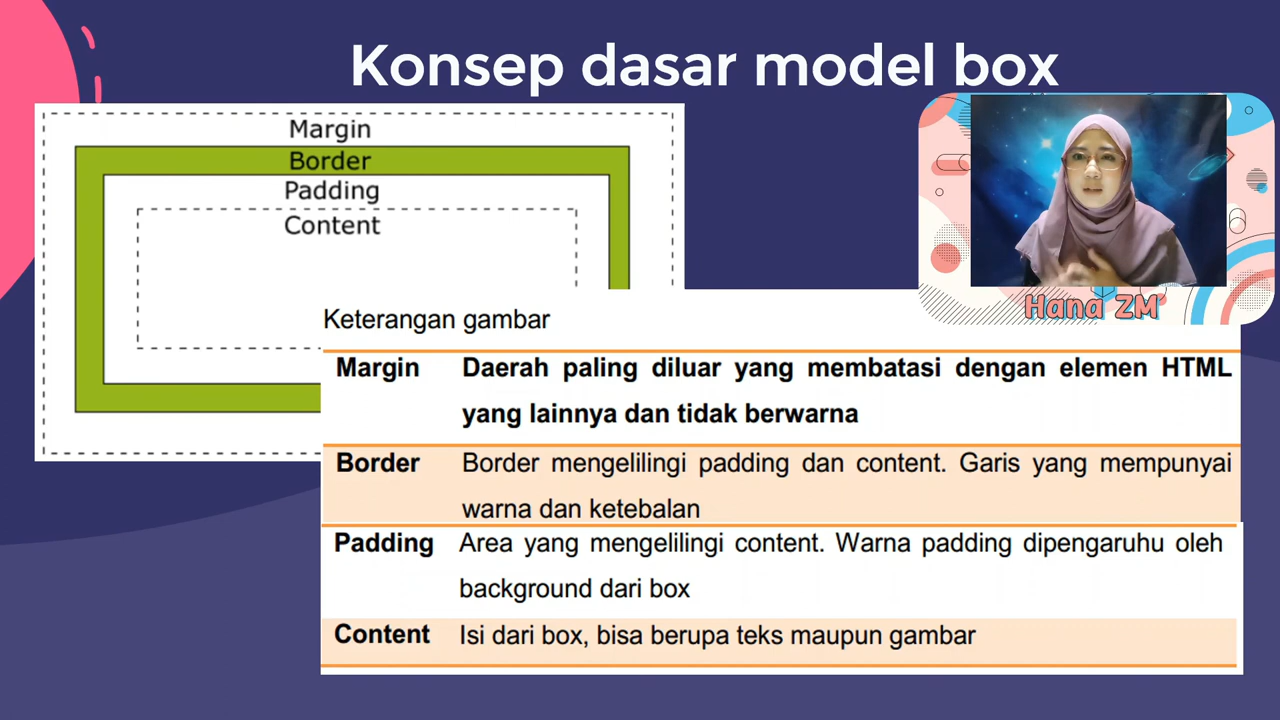 Konsep dasar model box
Margin
Border
Padding
Content
Hana ZM
Keterangan gambar
Margin Daerah paling diluar yang membatasi dengan elemen HTML
yang lainnya dan tidak berwarna
Border Border mengelilingi padding dan content. Garis yang mempunyai
warna dan ketebalan
Padding Area yang mengelilingi content. Warna padding dipengaruhu oleh
background dari box
Content Isi dari box, bisa berupa teks maupun gambar